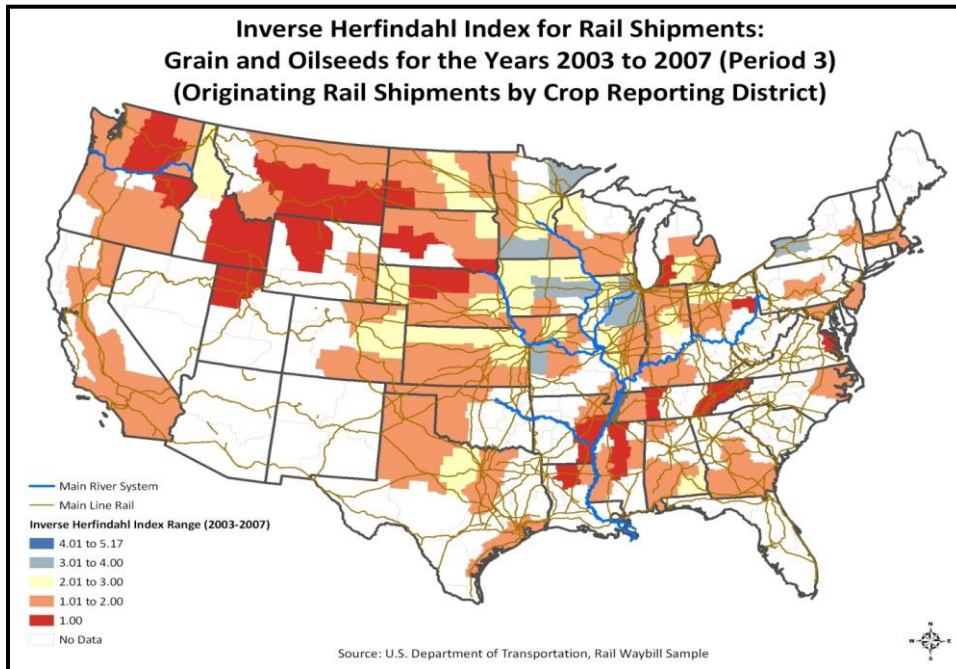 Inverse Herfindahl Index for Rail Shipments:
Grain and Oilseeds for the Years 2003 to 2007 (Period 3)
(Originating Rail Shipments by Crop Reporting District)
Main River System
Main Line Rail
Inverse Herfindahl Index Range (2003-2007)
4.01 to 5.17
3.01 to 4.00
2.01 to 3.00
1.01 to 2.00
1.00
No Data
Source: U.S. Department of Transportation, Rail Waybill Sample
N
W E
S